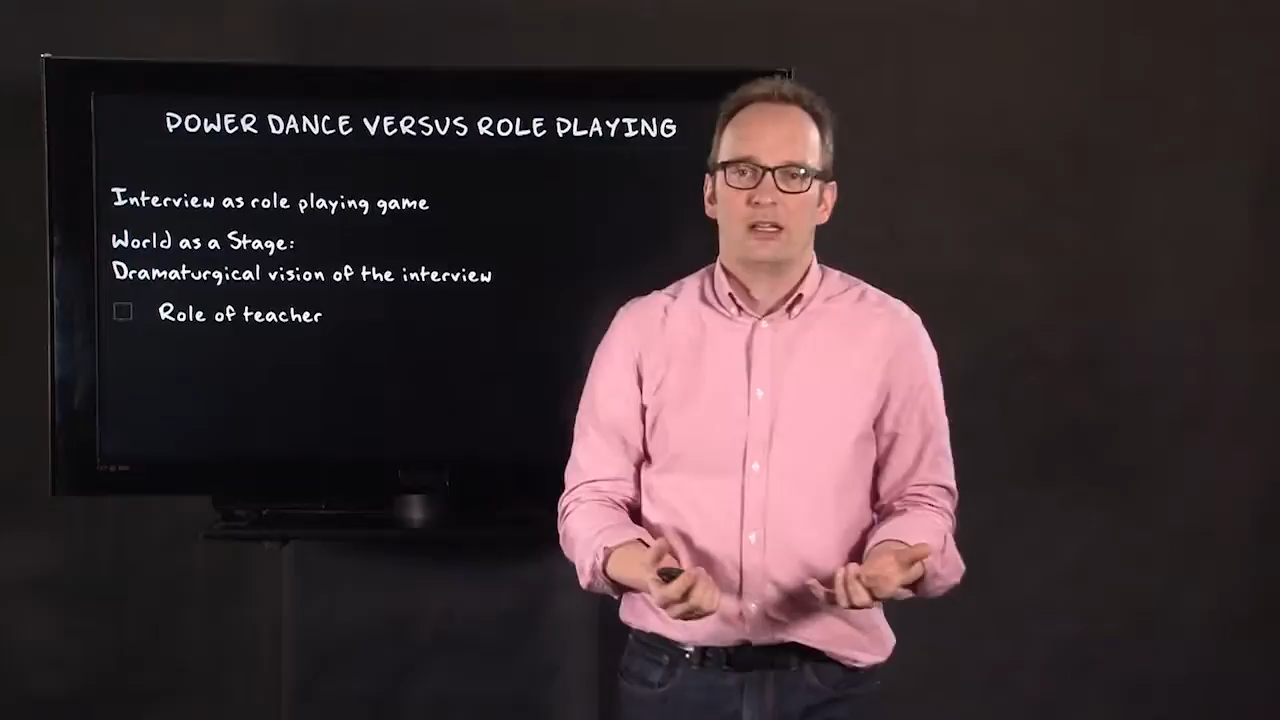 POWER DANCE VERSUS ROLE PLAYING
Interview as role playing game
World as a Stage:
Dramaturgical vision of the interview
Role of teacher